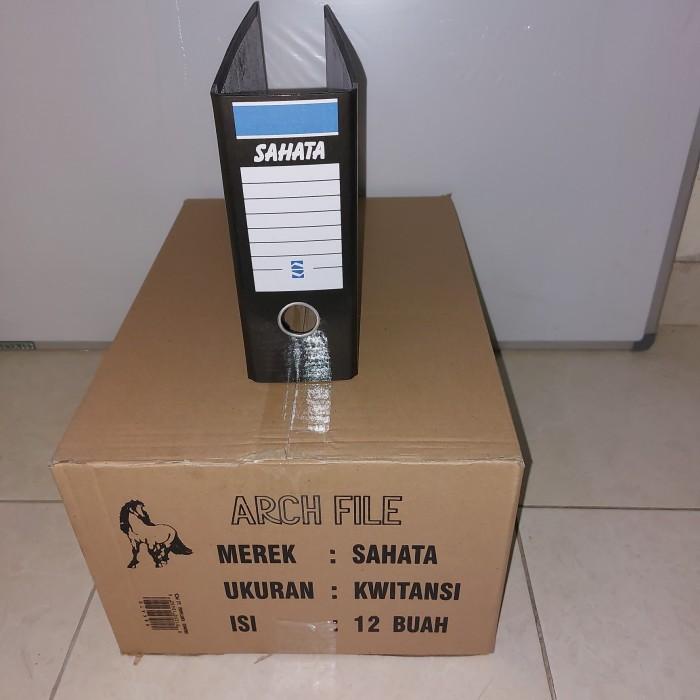 SAHATA
ARCH FILE
MEREK : SAHATA
UKURAN : KWITANSI
ISI : 12 BUAH